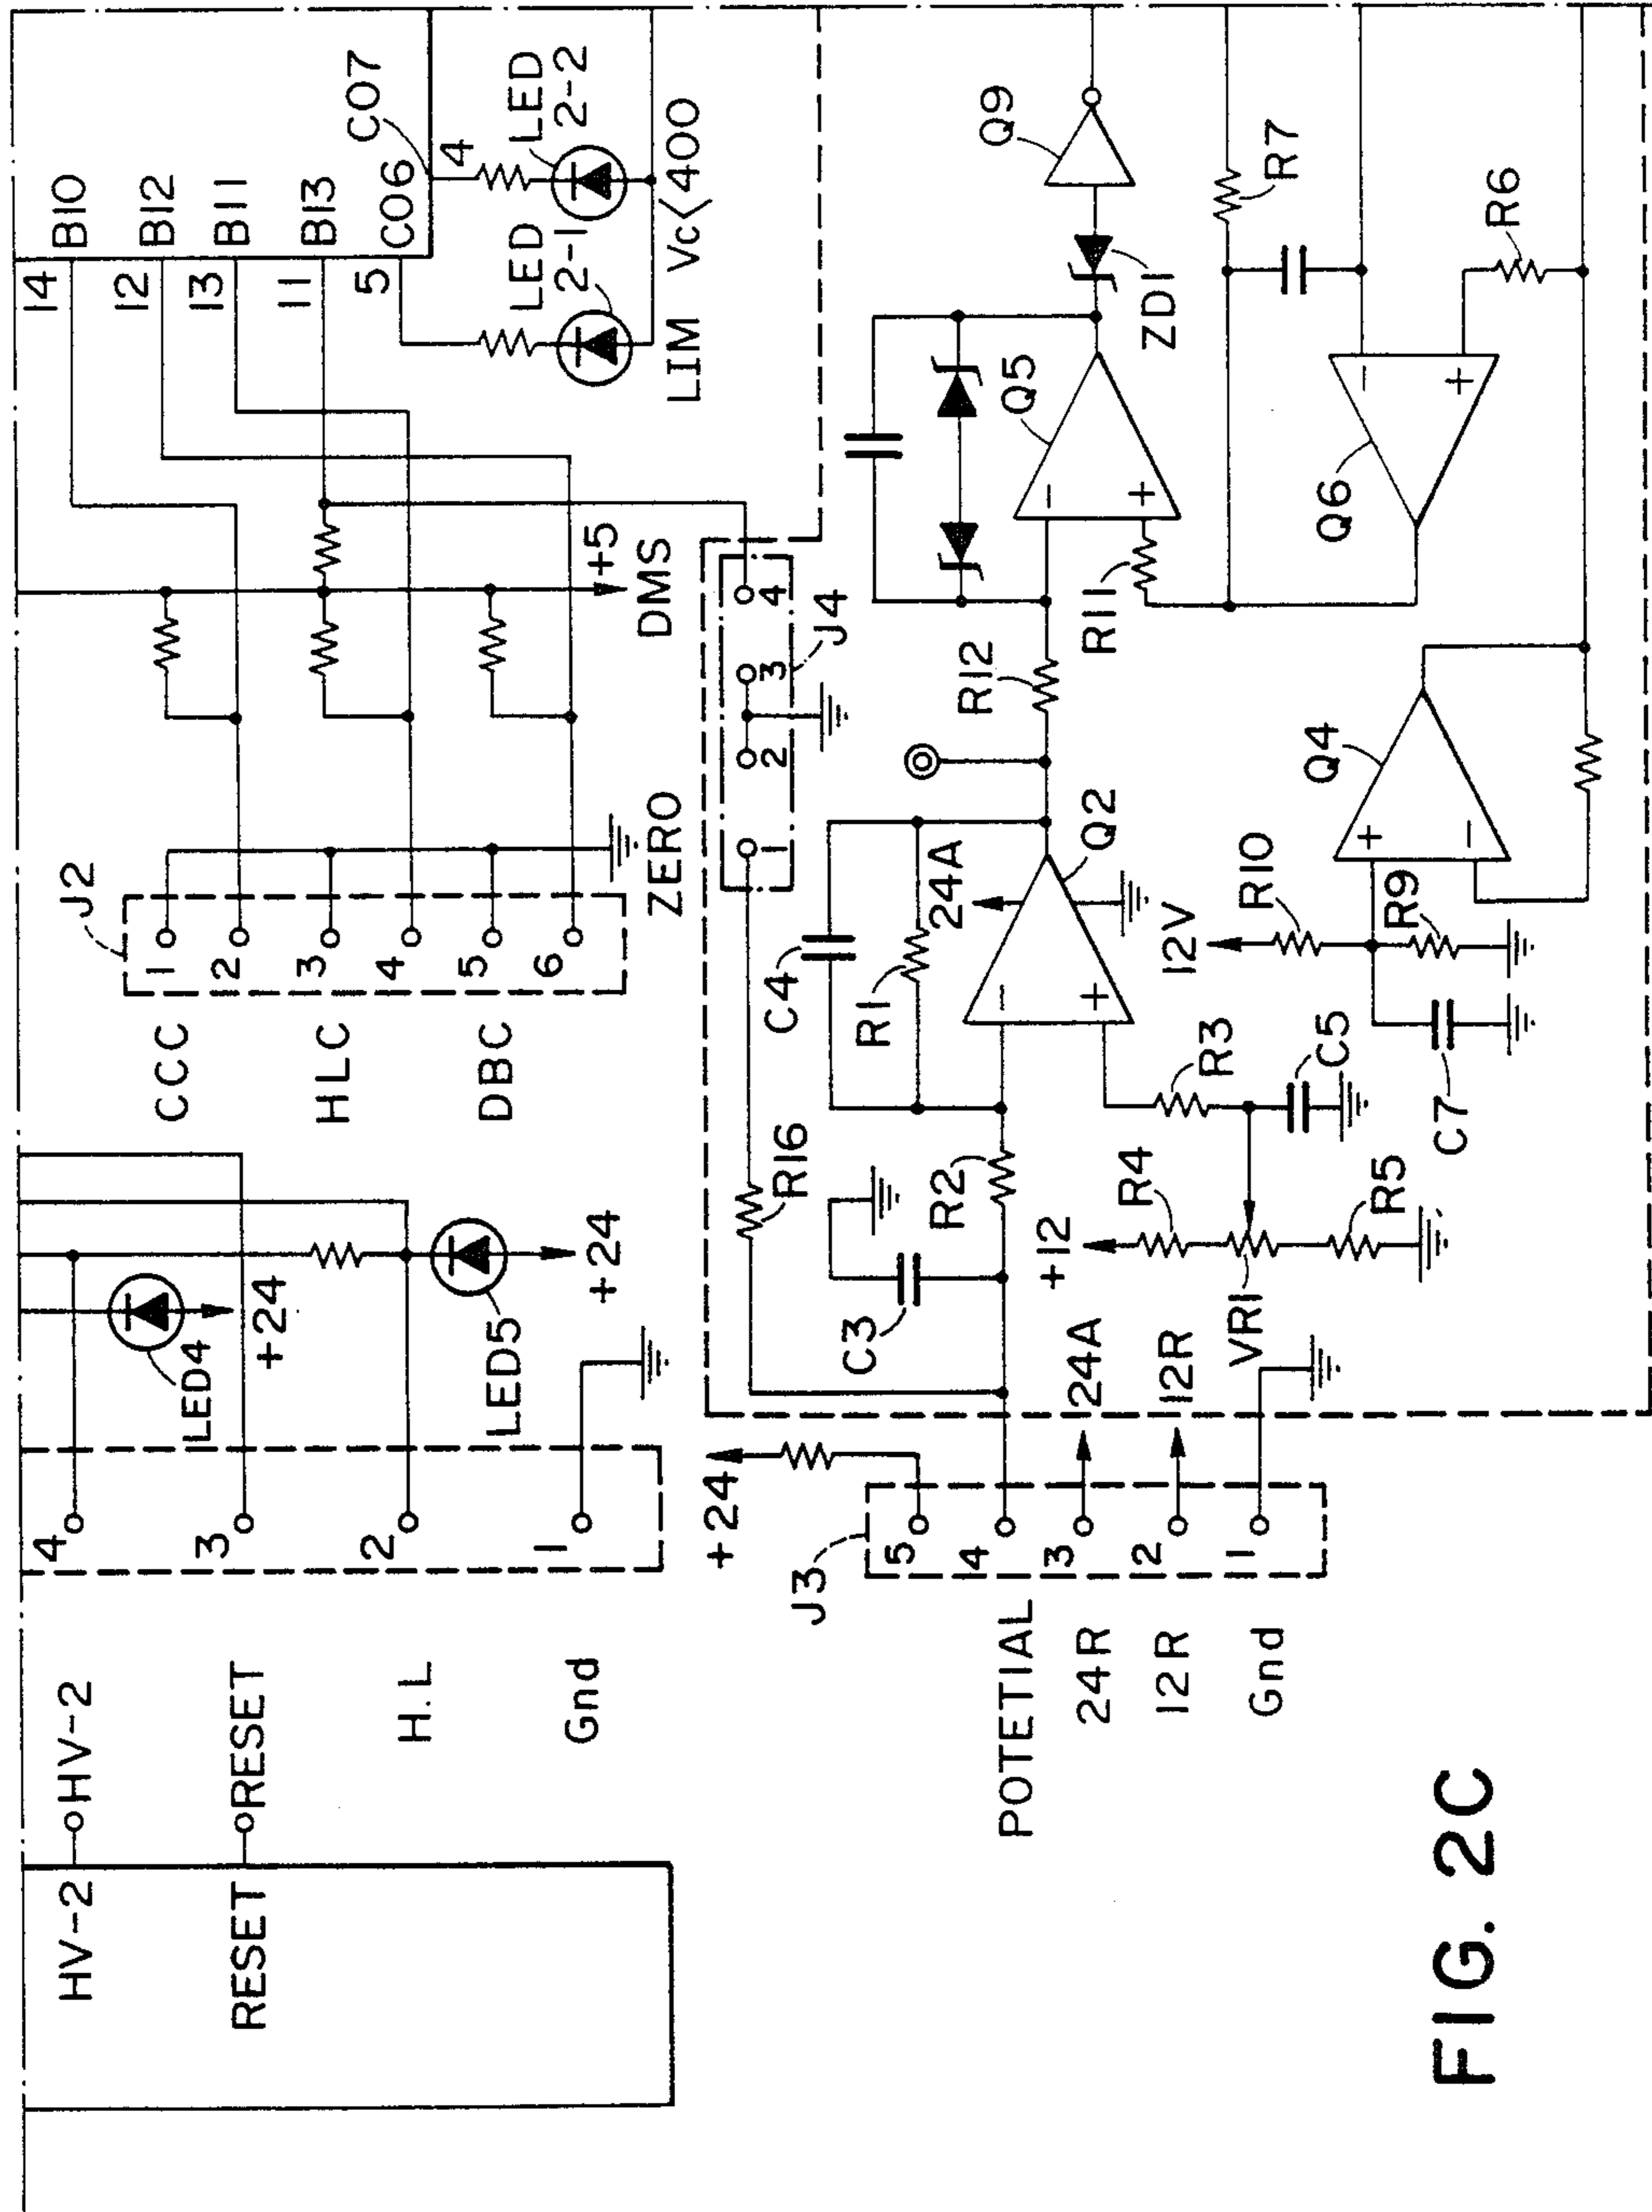 HV-2
HV-2
RESET
RESET
H.L
Gnd
4
3
2
1
LED4
+24
LED5
+24
J2
CCC
HLC
DBC
1
2
3
4
5
6
+5
DMS
ZERO
14
B10
12
B12
13
B11
11
B13
5
C06
C07
4
LED
2-1
LED
2-2
LIM
Vc<400
J3
+24
5
14
13
12
11
POTETIAL
24R
12R
Gnd
24A
12R
R16
1
2
3
4
J4
C3
R2
C4
R1
24A
Q2
-
+
R3
C5
+12
R4
VR1
R5
R12
R11
-
+
Q5
ZD1
Q9
12V
R10
R9
C7
Q4
+
-
Q6
-
+
R7
R6
FIG. 2C